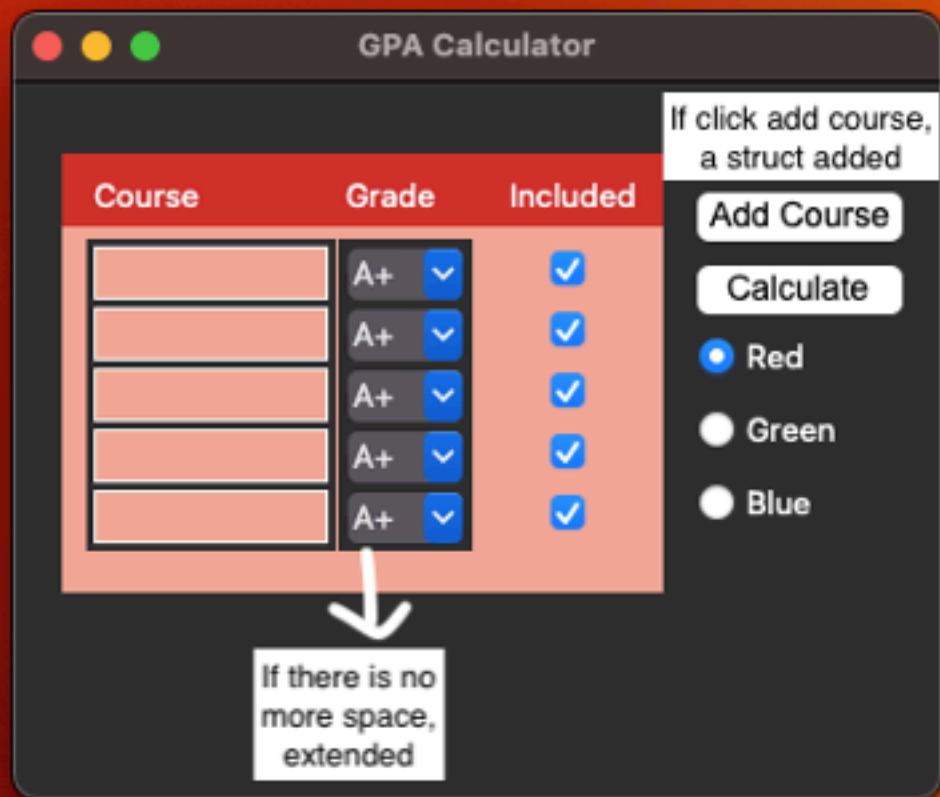 GPA Calculator
If click add course,
a struct added
Course Grade Included
Add Course
A+
Calculate
A+
Red
A+
Green
A+
Blue
A+
If there is no
more space,
extended